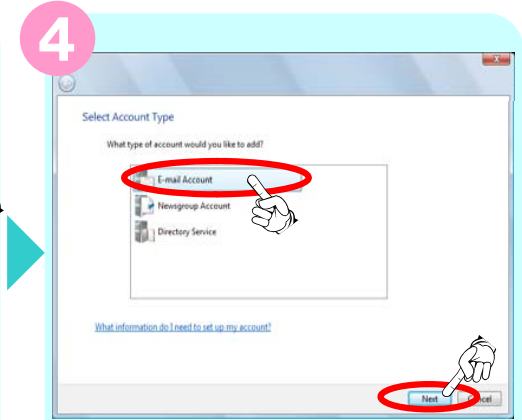 4
X
Select Account Type
What type of account would you like to add?
E-mail Account
Newsgroup Account
Directory Service
What information do I need to set up my account?
Next